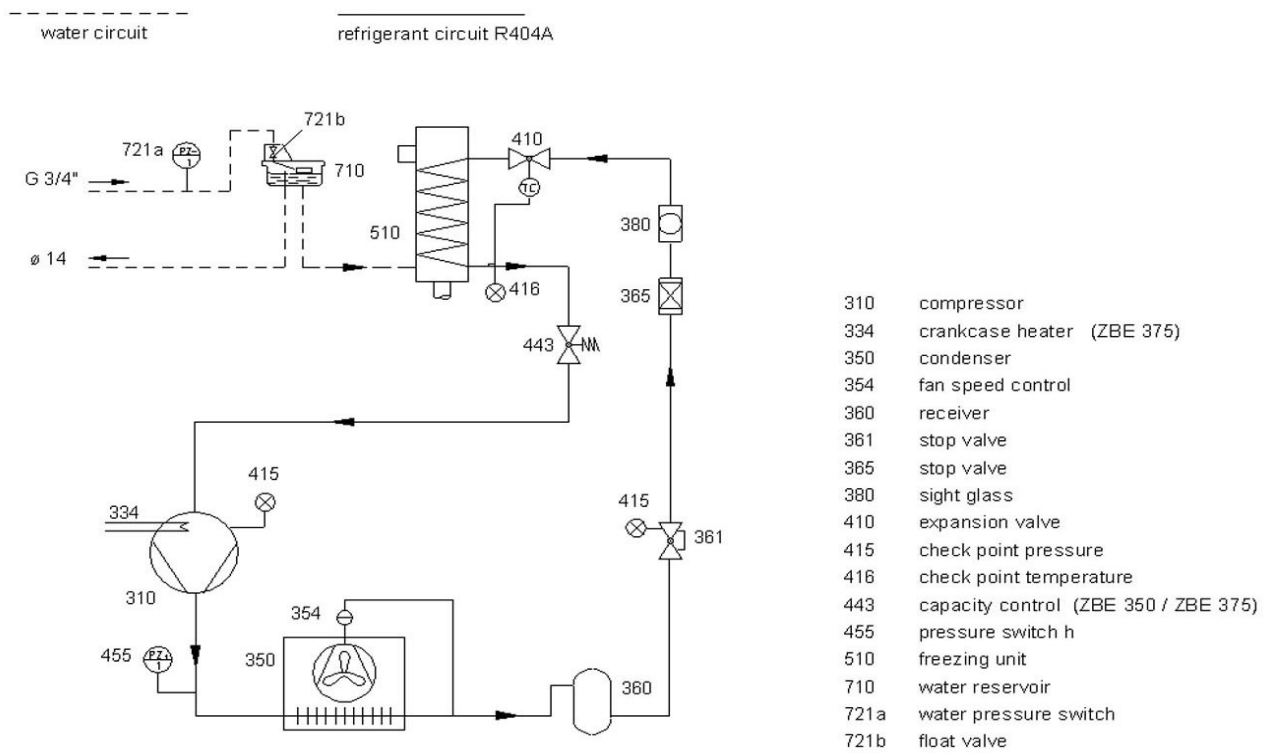 water circuit
refrigerant circuit R404A
721b
721a
PZ-
1
710
410
G 3/4"
TC
380
510
ø 14
416
365
443
415
334
415
361
310
354
455
PZ+
1
350
360
310 compressor
334 crankcase heater (ZBE 375)
350 condenser
354 fan speed control
360 receiver
361 stop valve
365 stop valve
380 sight glass
410 expansion valve
415 check point pressure
416 check point temperature
443 capacity control (ZBE 350 / ZBE 375)
455 pressure switch h
510 freezing unit
710 water reservoir
721a water pressure switch
721b float valve